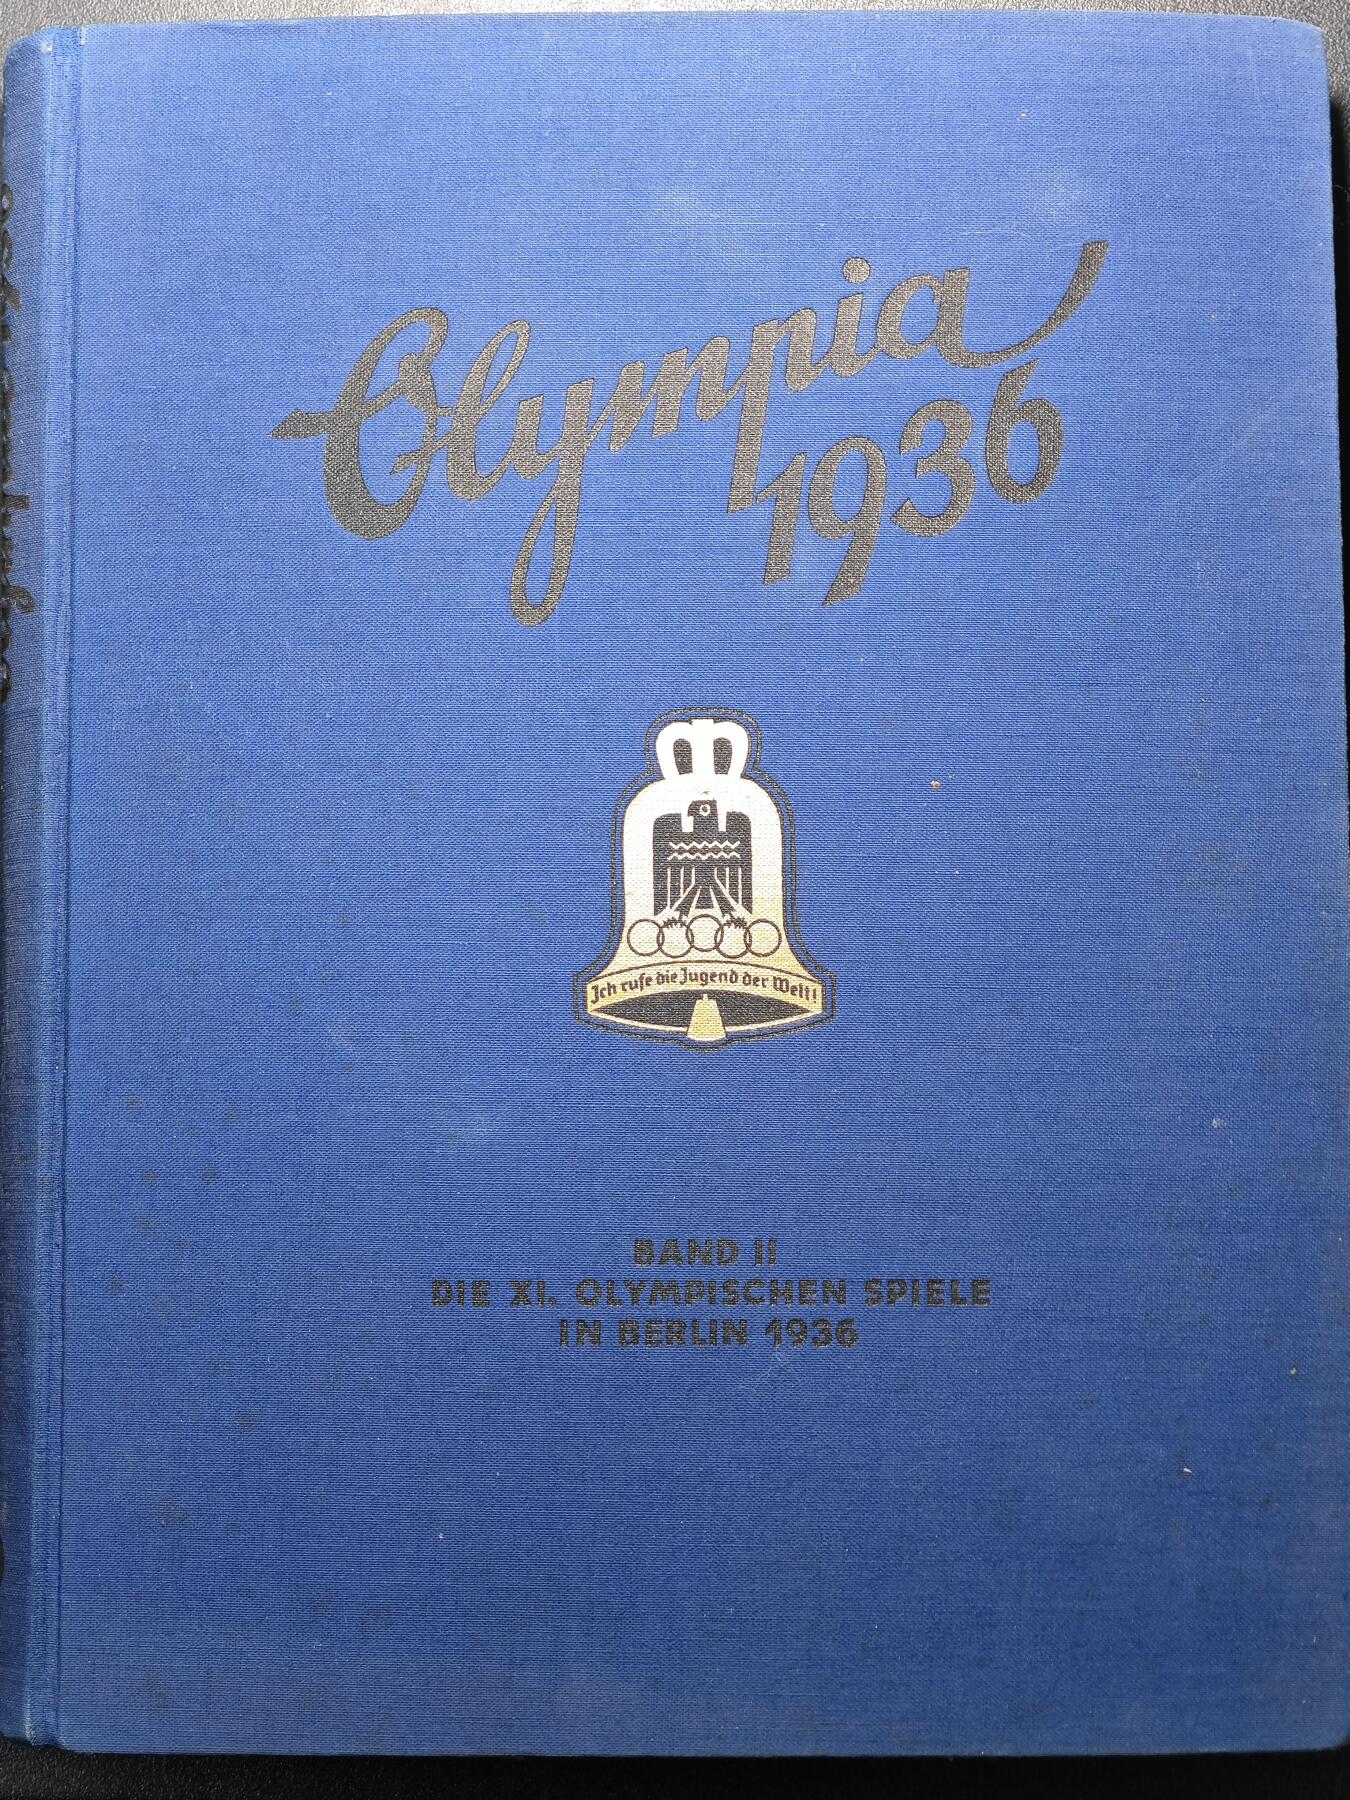 Olympia
1936
Ich rufe die Jugend der Welt!
BAND II
DIE XI. OLYMPISCHEN SPIELE
IN BERLIN 1936